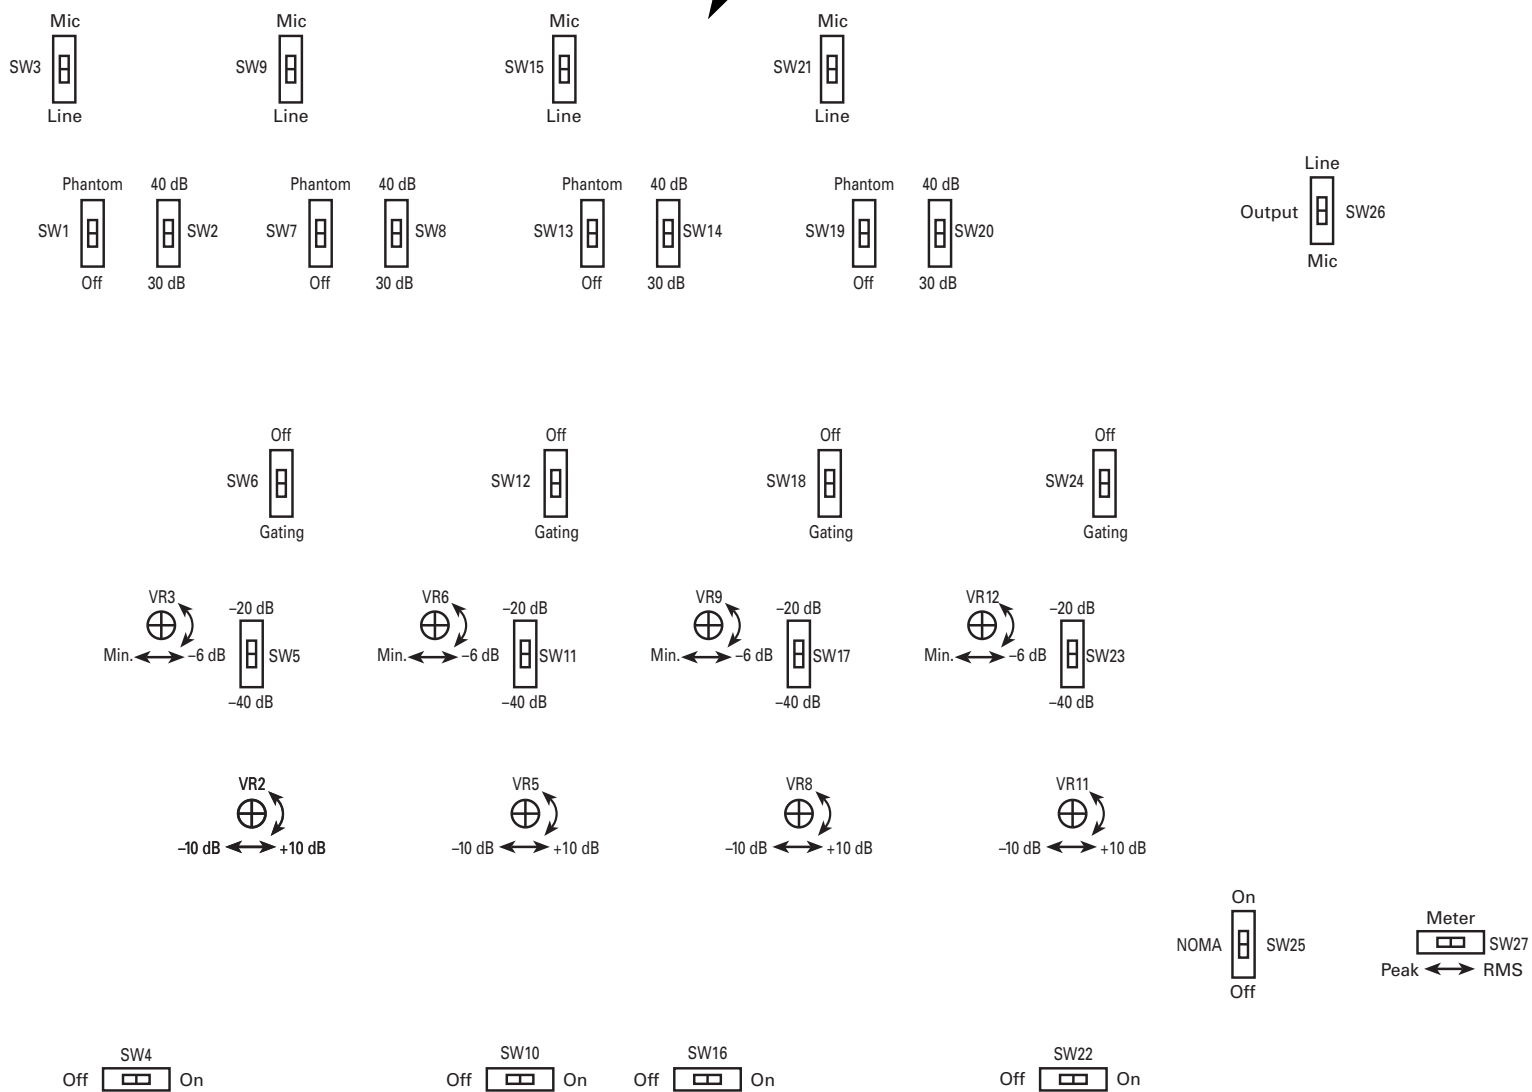 Mic Mic Mic Mic
SW3 SW9 SW15 SW21
Line Line Line Line
Line
Phantom 40 dB Phantom 40 dB Phantom 40 dB Phantom 40 dB
Output SW26
SW1 SW2 SW7 SW8 SW13 SW14 SW19 SW20
Mic
Off 30 dB Off 30 dB Off 30 dB Off 30 dB
Off Off Off Off
SW6 SW12 SW18 SW24
Gating Gating Gating Gating
VR3 VR6 VR9 VR12
–20 dB –20 dB –20 dB –20 dB
Min. –6 dB SW5 Min. –6 dB SW11 Min. –6 dB SW17 Min. –6 dB SW23
–40 dB –40 dB –40 dB –40 dB
VR2 VR5 VR8 VR11
–10 dB +10 dB –10 dB +10 dB –10 dB +10 dB –10 dB +10 dB
On
Meter
NOMA SW25 SW27
Peak RMS
Off
SW4 SW10 SW16 SW22
Off On Off On Off On Off On